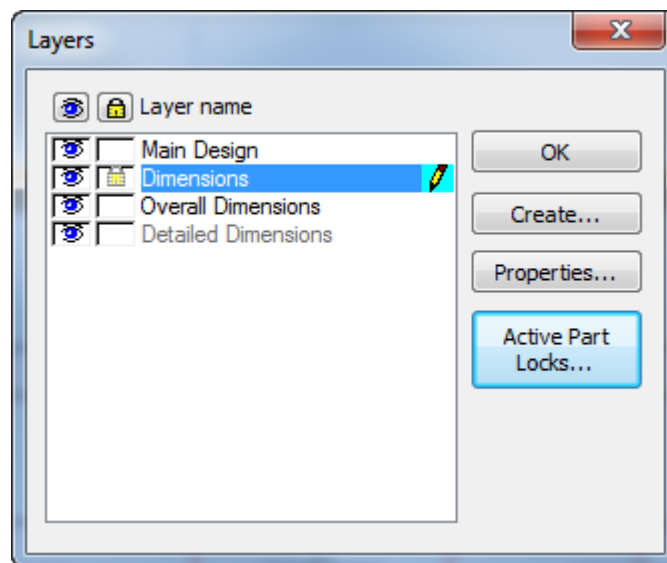 Layers
Layer name
Main Design
Dimensions
Overall Dimensions
Detailed Dimensions
OK
Create...
Properties...
Active Part
Locks...